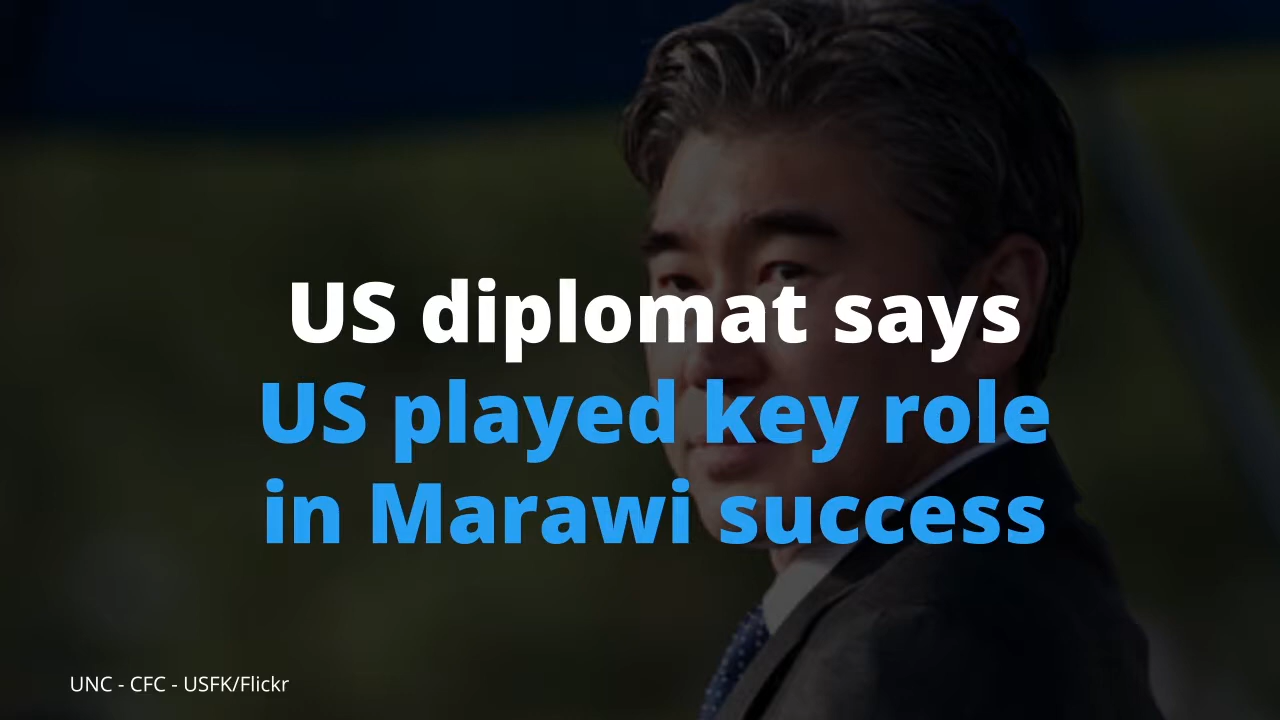 US diplomat says
US played key role
in Marawi success
UNC - CFC - USFK/Flickr